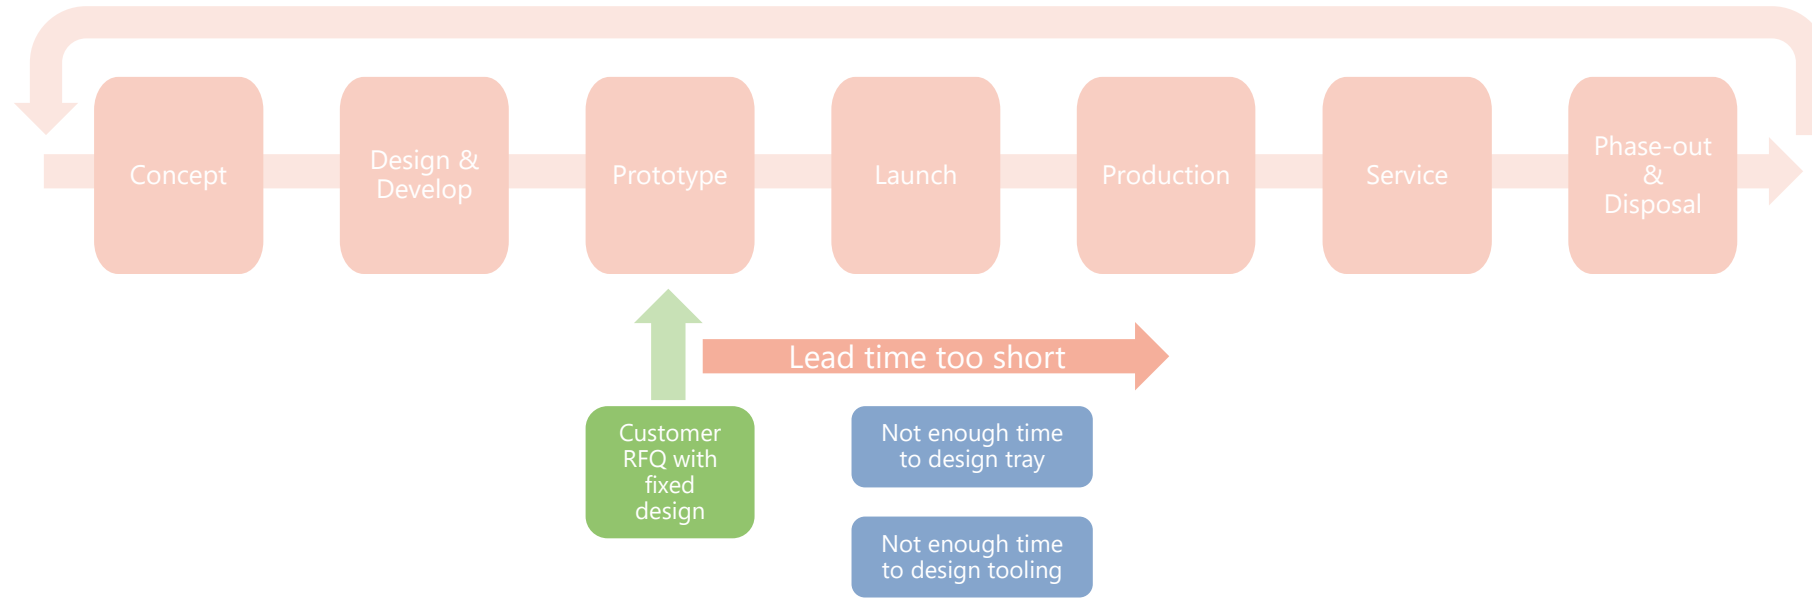 Concept
Design &
Develop
Prototype
Launch
Production
Service
Phase-out
&
Disposal
Lead time too short
Customer
RFQ with
fixed
design
Not enough time
to design tray
Not enough time
to design tooling